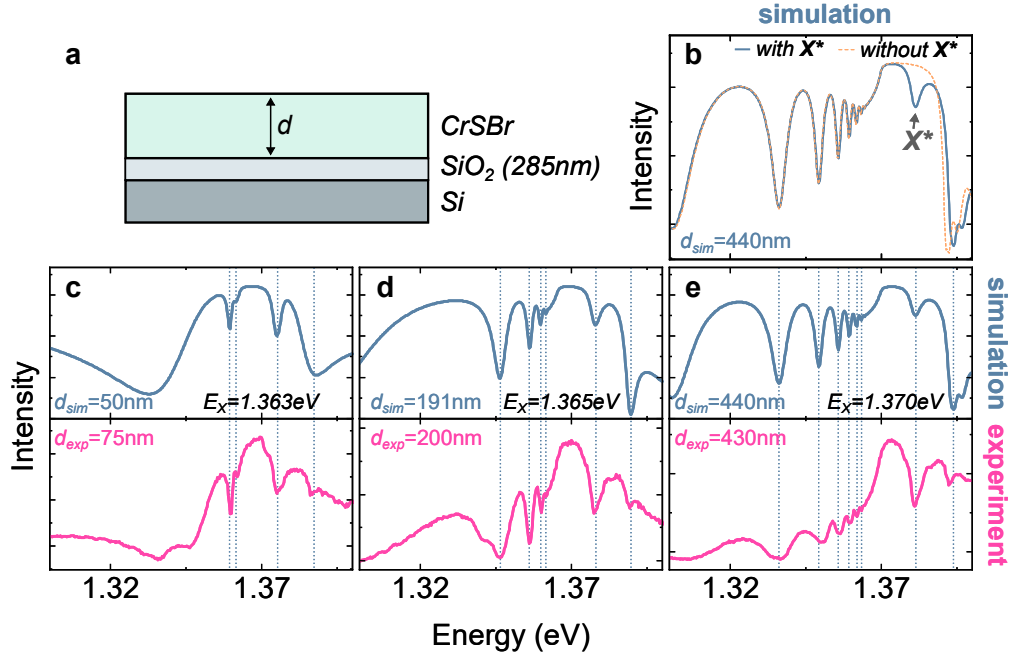 simulation
a
d
CrSBr
SiO2 (285nm)
Si
b
with X* without X*
X*
Intensity
dsim=440nm
c
dsim=50nm
EX=1.363eV
dexp=75nm
d
dsim=191nm
EX=1.365eV
dexp=200nm
e
dsim=440nm
EX=1.370eV
dexp=430nm
simulation
experiment
Intensity
1.32 1.37 1.32 1.37 1.32 1.37
Energy (eV)